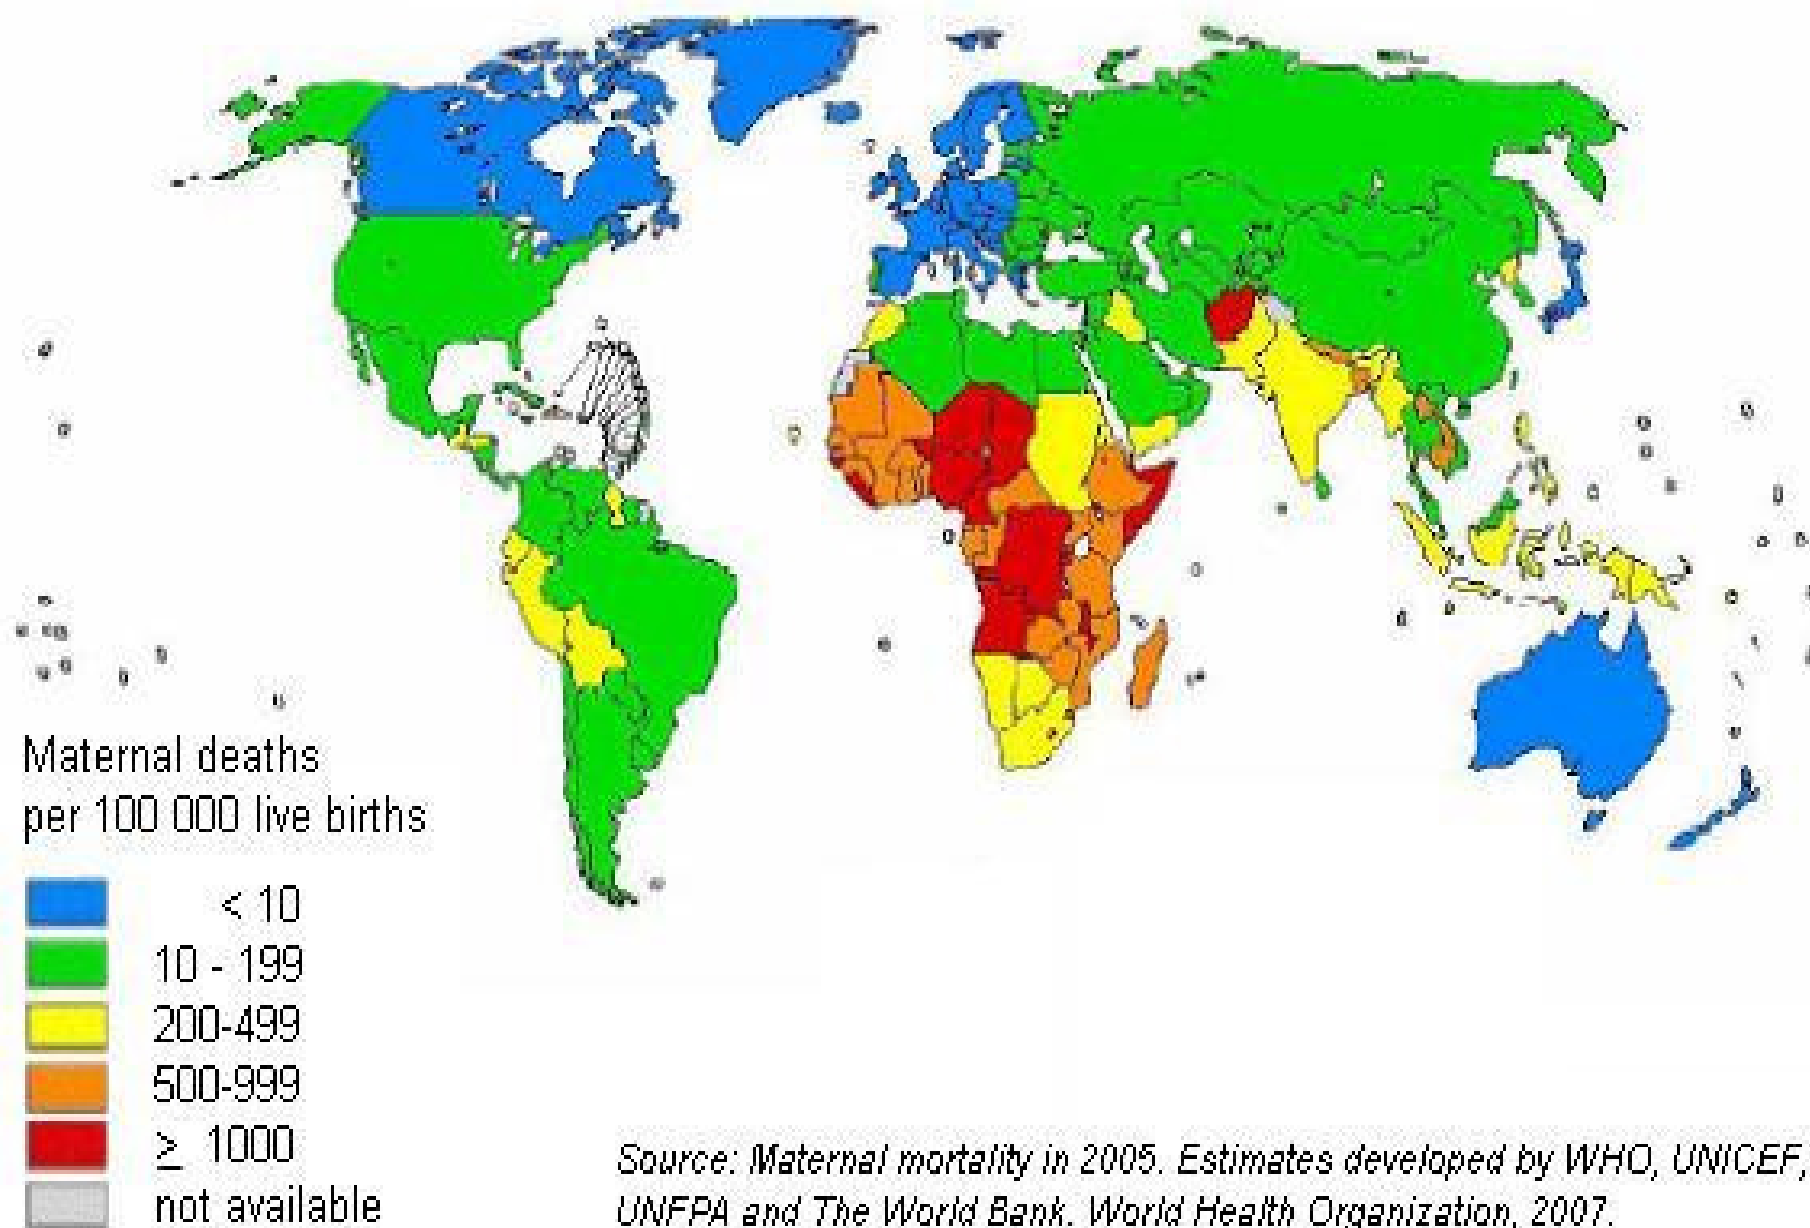 Maternal deaths
per 100 000 live births
< 10
10 - 199
200-499
500-999
≥ 1000
not available
Source: Maternal mortality in 2005. Estimates developed by WHO, UNICEF,
UNFPA and The World Bank. World Health Organization, 2007.